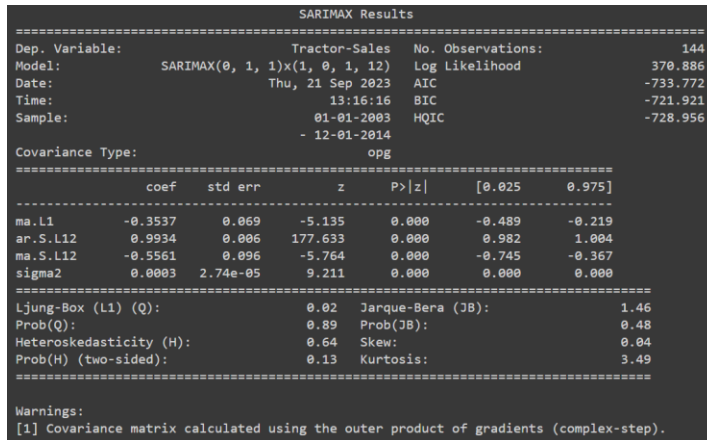 SARIMAX Results
==========================================================================================
Dep. Variable: Tractor-Sales No. Observations: 144
Model: SARIMAX(0, 1, 1)x(1, 0, 1, 12) Log Likelihood 370.886
Date: Thu, 21 Sep 2023 AIC -733.772
Time: 13:16:16 BIC -721.921
Sample: 01-01-2003 HQIC -728.956
- 12-01-2014
Covariance Type: opg
==============================================================================
coef std err z P>|z| [0.025 0.975]
------------------------------------------------------------------------------
ma.L1 -0.3537 0.069 -5.135 0.000 -0.489 -0.219
ar.S.L12 0.9934 0.006 177.633 0.000 0.982 1.004
ma.S.L12 -0.5561 0.096 -5.764 0.000 -0.745 -0.367
sigma2 0.0003 2.74e-05 9.211 0.000 0.000 0.000
===================================================================================
Ljung-Box (L1) (Q): 0.02 Jarque-Bera (JB): 1.46
Prob(Q): 0.89 Prob(JB): 0.48
Heteroskedasticity (H): 0.64 Skew: 0.04
Prob(H) (two-sided): 0.13 Kurtosis: 3.49
===================================================================================
Warnings:
[1] Covariance matrix calculated using the outer product of gradients (complex-step).